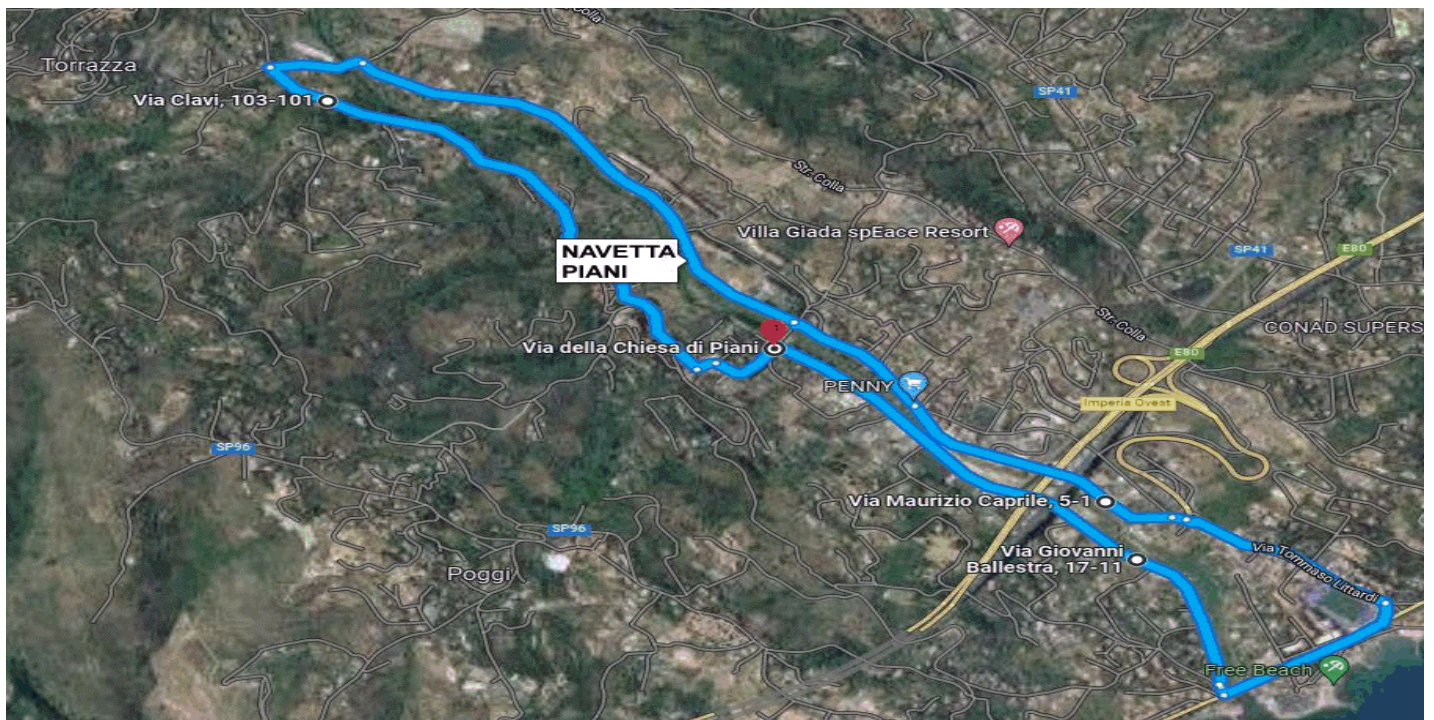 Colla
Torrazza
Via Clavi, 103-101
SP41
Str. Colla
Villa Giada spEace Resort
NAVETTA
PIANI
SP41
E80
Str. Colla
CONAD SUPERS
Via della Chiesa di Piani
1
E80
PENNY
Imperia Ovest
SP96
Via Maurizio Caprile, 5-1
SP96
Via Giovanni
Ballestra, 17-11
Via Tommaso Littardi
Poggi
Free Beach